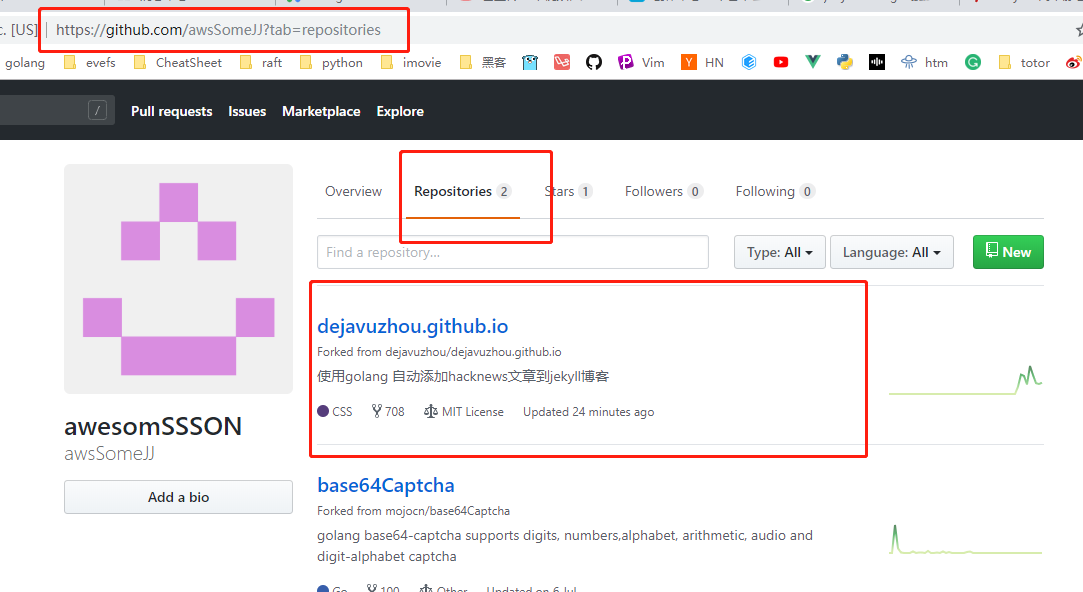 c. [US] https://github.com/awsSomeJJ?tab=repositories
golang evefs CheatSheet raft python imovie 黑客 Vim HN htm totor
/ Pull requests Issues Marketplace Explore
Overview Repositories 2 Stars 1 Followers 0 Following 0
Find a repository... Type: All Language: All New
dejavuzhou.github.io
Forked from dejavuzhou/dejavuzhou.github.io
使用golang 自动添加hacknews文章到jekyll博客
CSS 708 MIT License Updated 24 minutes ago
awesomSSSON
awsSomeJJ
Add a bio
base64Captcha
Forked from mojocn/base64Captcha
golang base64-captcha supports digits, numbers,alphabet, arithmetic, audio and
digit-alphabet captcha
Go 100 Other Updated on 6 Jul